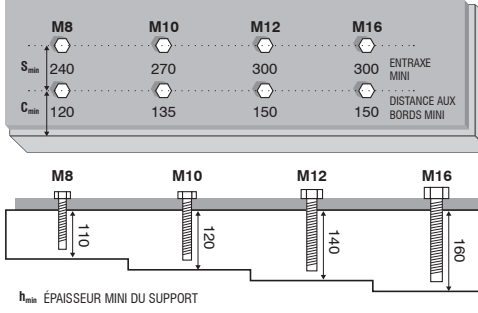 M8 M10 M12 M16
Smin 240 270 300 300 ENTRAXE
MINI
Cmin 120 135 150 150 DISTANCE AUX
BORDS MINI
M8 M10 M12 M16
110 120 140 160
hmin ÉPAISSEUR MINI DU SUPPORT